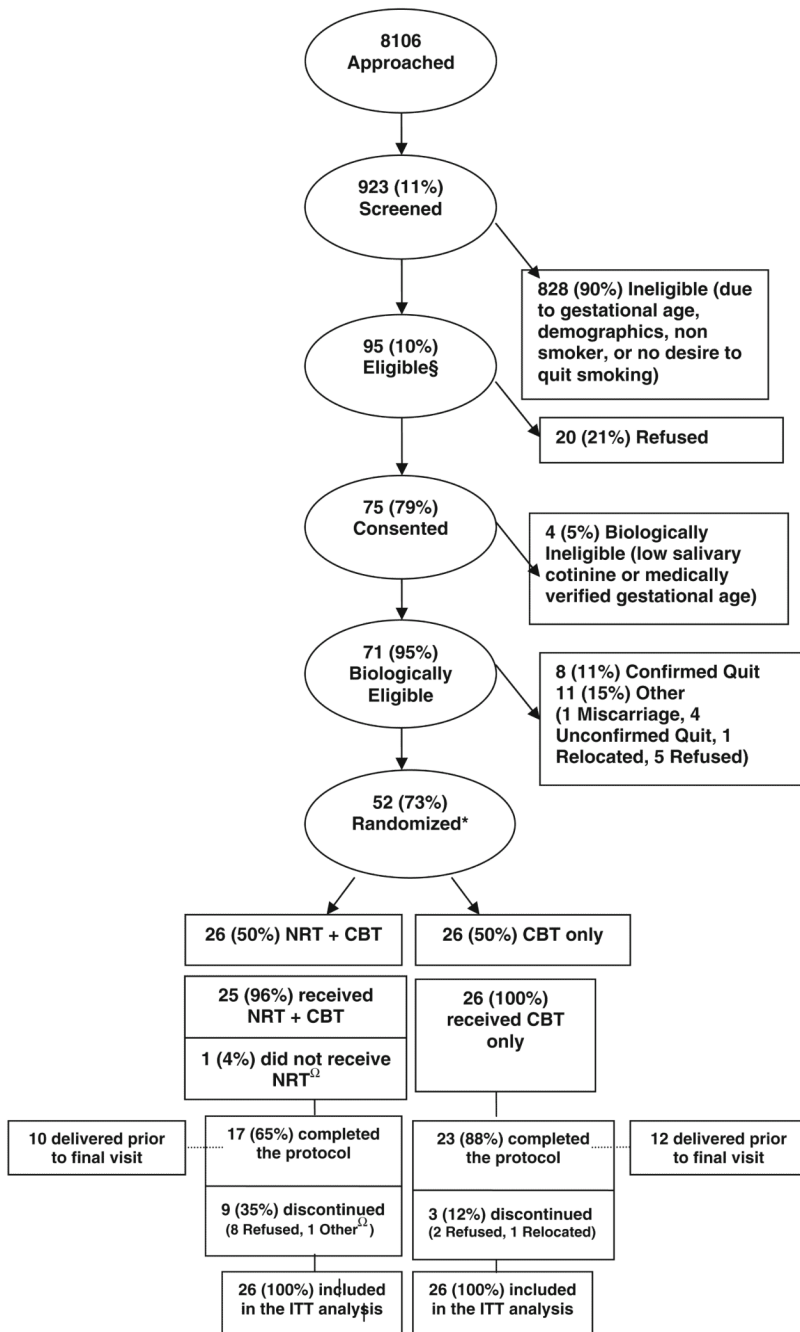 8106
Approached
923 (11%)
Screened
828 (90%) Ineligible (due
to gestational age,
demographics, non
smoker, or no desire to
quit smoking)
95 (10%)
Eligible§
20 (21%) Refused
75 (79%)
Consented
4 (5%) Biologically
Ineligible (low salivary
cotinine or medically
verified gestational age)
71 (95%)
Biologically
Eligible
8 (11%) Confirmed Quit
11 (15%) Other
(1 Miscarriage, 4
Unconfirmed Quit, 1
Relocated, 5 Refused)
52 (73%)
Randomized*
26 (50%) NRT + CBT
26 (50%) CBT only
25 (96%) received
NRT + CBT
1 (4%) did not receive
NRTΩ
26 (100%)
received CBT
only
10 delivered prior
to final visit
17 (65%) completed
the protocol
23 (88%) completed
the protocol
12 delivered prior
to final visit
9 (35%) discontinued
(8 Refused, 1 OtherΩ)
3 (12%) discontinued
(2 Refused, 1 Relocated)
26 (100%) included
in the ITT analysis
26 (100%) included
in the ITT analysis